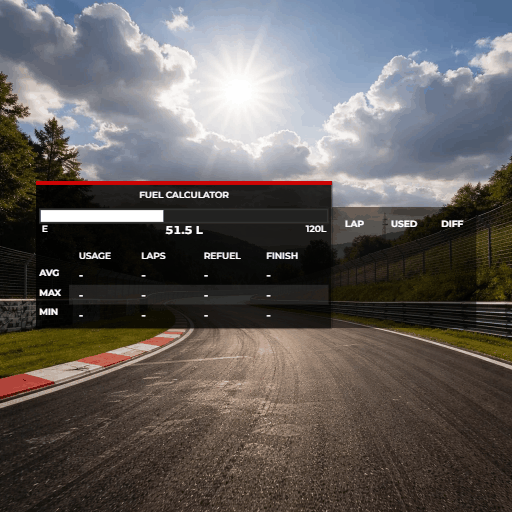 FUEL CALCULATOR
E 51.5 L 120L
USAGE LAPS REFUEL FINISH
AVG - - - -
MAX - - - -
MIN - - - -
LAP USED DIFF